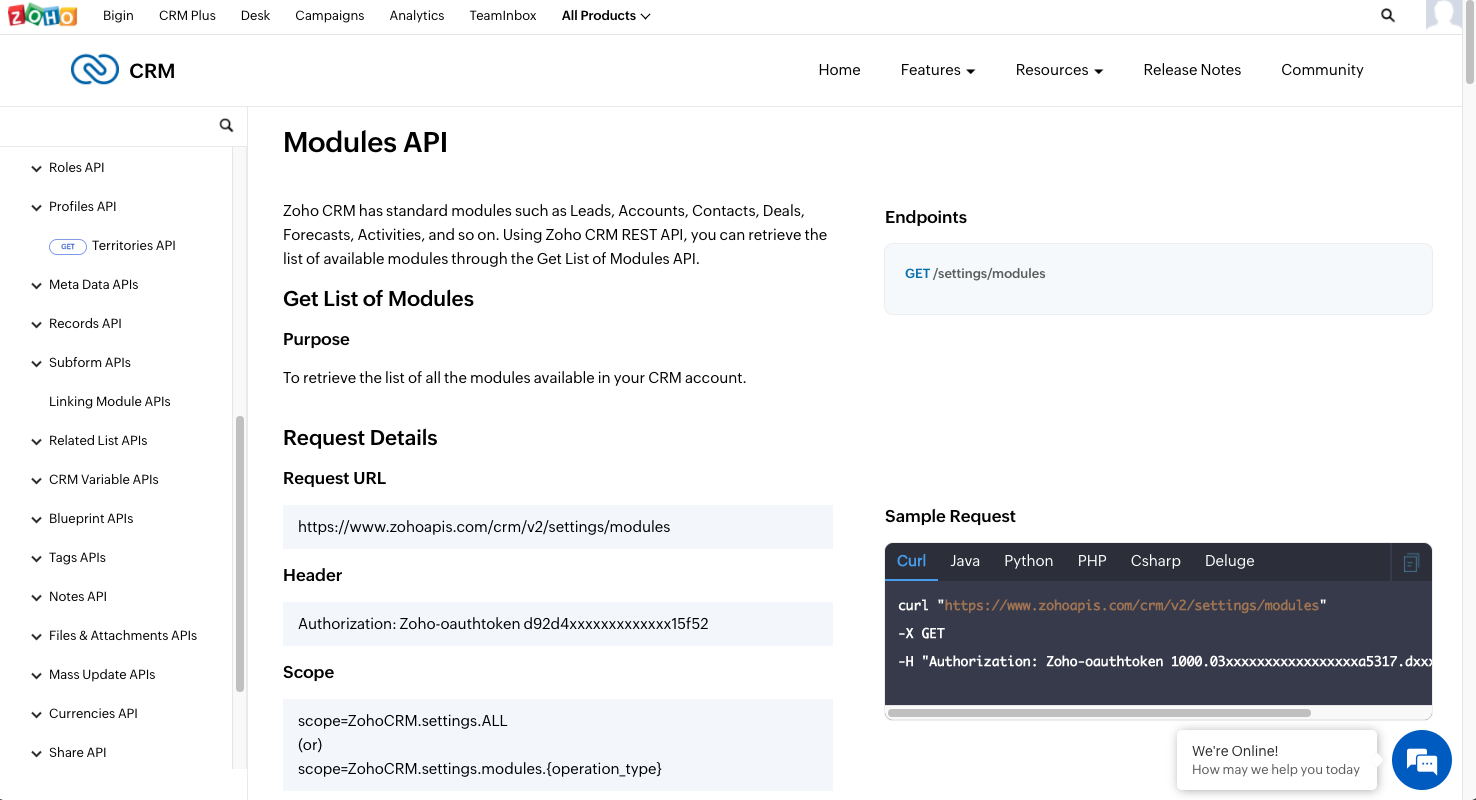 ZOHO Bigin CRM Plus Desk Campaigns Analytics TeamInbox All Products
CRM
Home Features Resources Release Notes Community
Roles API
Profiles API
GET Territories API
Meta Data APIs
Records API
Subform APIs
Linking Module APIs
Related List APIs
CRM Variable APIs
Blueprint APIs
Tags APIs
Notes API
Files & Attachments APIs
Mass Update APIs
Currencies API
Share API
Modules API
Zoho CRM has standard modules such as Leads, Accounts, Contacts, Deals,
Forecasts, Activities, and so on. Using Zoho CRM REST API, you can retrieve the
list of available modules through the Get List of Modules API.
Get List of Modules
Purpose
To retrieve the list of all the modules available in your CRM account.
Request Details
Request URL
https://www.zohoapis.com/crm/v2/settings/modules
Header
Authorization: Zoho-oauthtoken d92d4xxxxxxxxxxxxx15f52
Scope
scope=ZohoCRM.settings.ALL
(or)
scope=ZohoCRM.settings.modules.{operation_type}
Endpoints
GET /settings/modules
Sample Request
Curl Java Python PHP Csharp Deluge
curl "https://www.zohoapis.com/crm/v2/settings/modules"
-X GET
-H "Authorization: Zoho-oauthtoken 1000.03xxxxxxxxxxxxxxxxxa5317.dxxx
We're Online!
How may we help you today